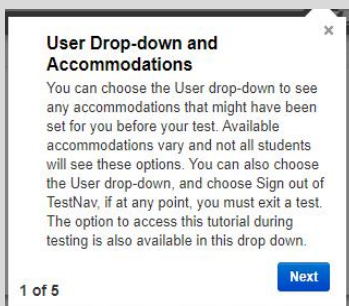 User Drop-down and
Accommodations
You can choose the User drop-down to see
any accommodations that might have been
set for you before your test. Available
accommodations vary and not all students
will see these options. You can also choose
the User drop-down, and choose Sign out of
TestNav, if at any point, you must exit a test.
The option to access this tutorial during
testing is also available in this drop down.
Next
1 of 5